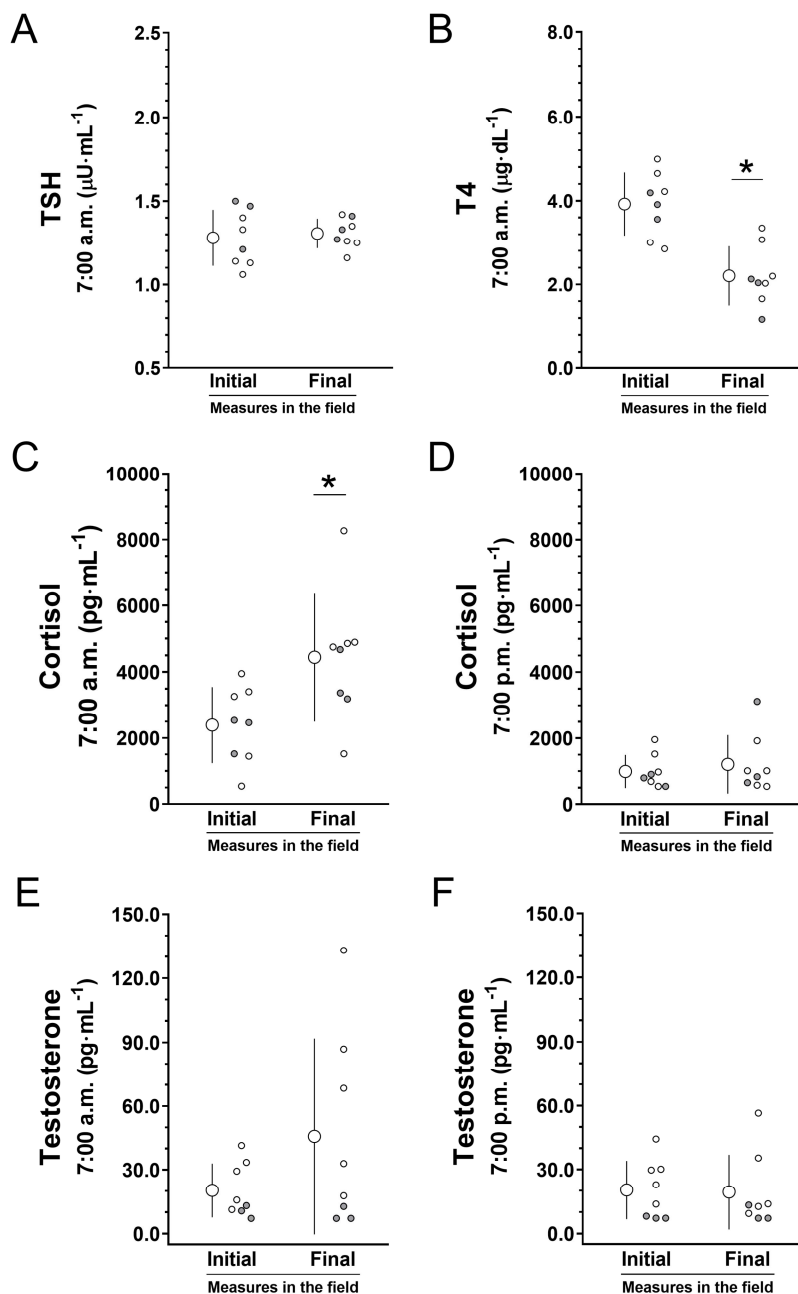 A
TSH
7:00 a.m. (μU·mL⁻¹)
2.5
2.0
1.5
1.0
0.5
Initial Final
Measures in the field
B
T4
7:00 a.m. (μg·dL⁻¹)
8.0
6.0
4.0
2.0
0.0
*
Initial Final
Measures in the field
C
Cortisol
7:00 a.m. (pg·mL⁻¹)
10000
8000
6000
4000
2000
0
*
Initial Final
Measures in the field
D
Cortisol
7:00 p.m. (pg·mL⁻¹)
10000
8000
6000
4000
2000
0
Initial Final
Measures in the field
E
Testosterone
7:00 a.m. (pg·mL⁻¹)
150.0
120.0
90.0
60.0
30.0
0.0
Initial Final
Measures in the field
F
Testosterone
7:00 p.m. (pg·mL⁻¹)
150.0
120.0
90.0
60.0
30.0
0.0
Initial Final
Measures in the field